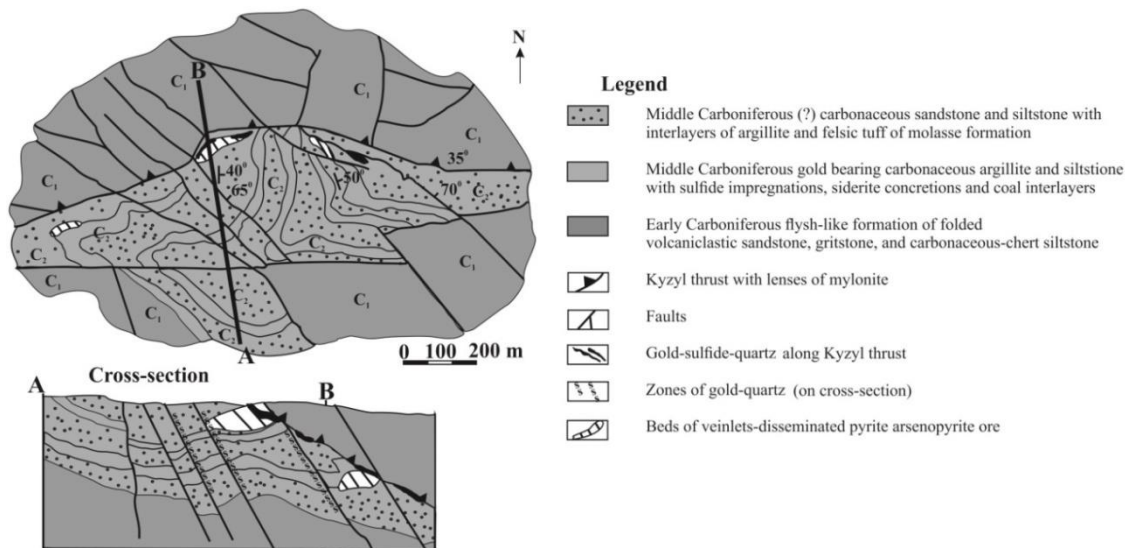 N
B
C1
C1
C1
C1
C1
35°
40°
50°
65°
70°
C2
C2
C1
C2
C2
C2
C1
C1
C2
C1
C1
C2
A
0 100 200 m
Cross-section
A
B
Legend
Middle Carboniferous (?) carbonaceous sandstone and siltstone with
interlayers of argillite and felsic tuff of molasse formation
Middle Carboniferous gold bearing carbonaceous argillite and siltstione
with sulfide impregnations, siderite concretions and coal interlayers
Early Carboniferous flysh-like formation of folded
volcaniclastic sandstone, gritstone, and carbonaceous-chert siltstone
Kyzyl thrust with lenses of mylonite
Faults
Gold-sulfide-quartz along Kyzyl thrust
Zones of gold-quartz (on cross-section)
Beds of veinlets-disseminated pyrite arsenopyrite ore